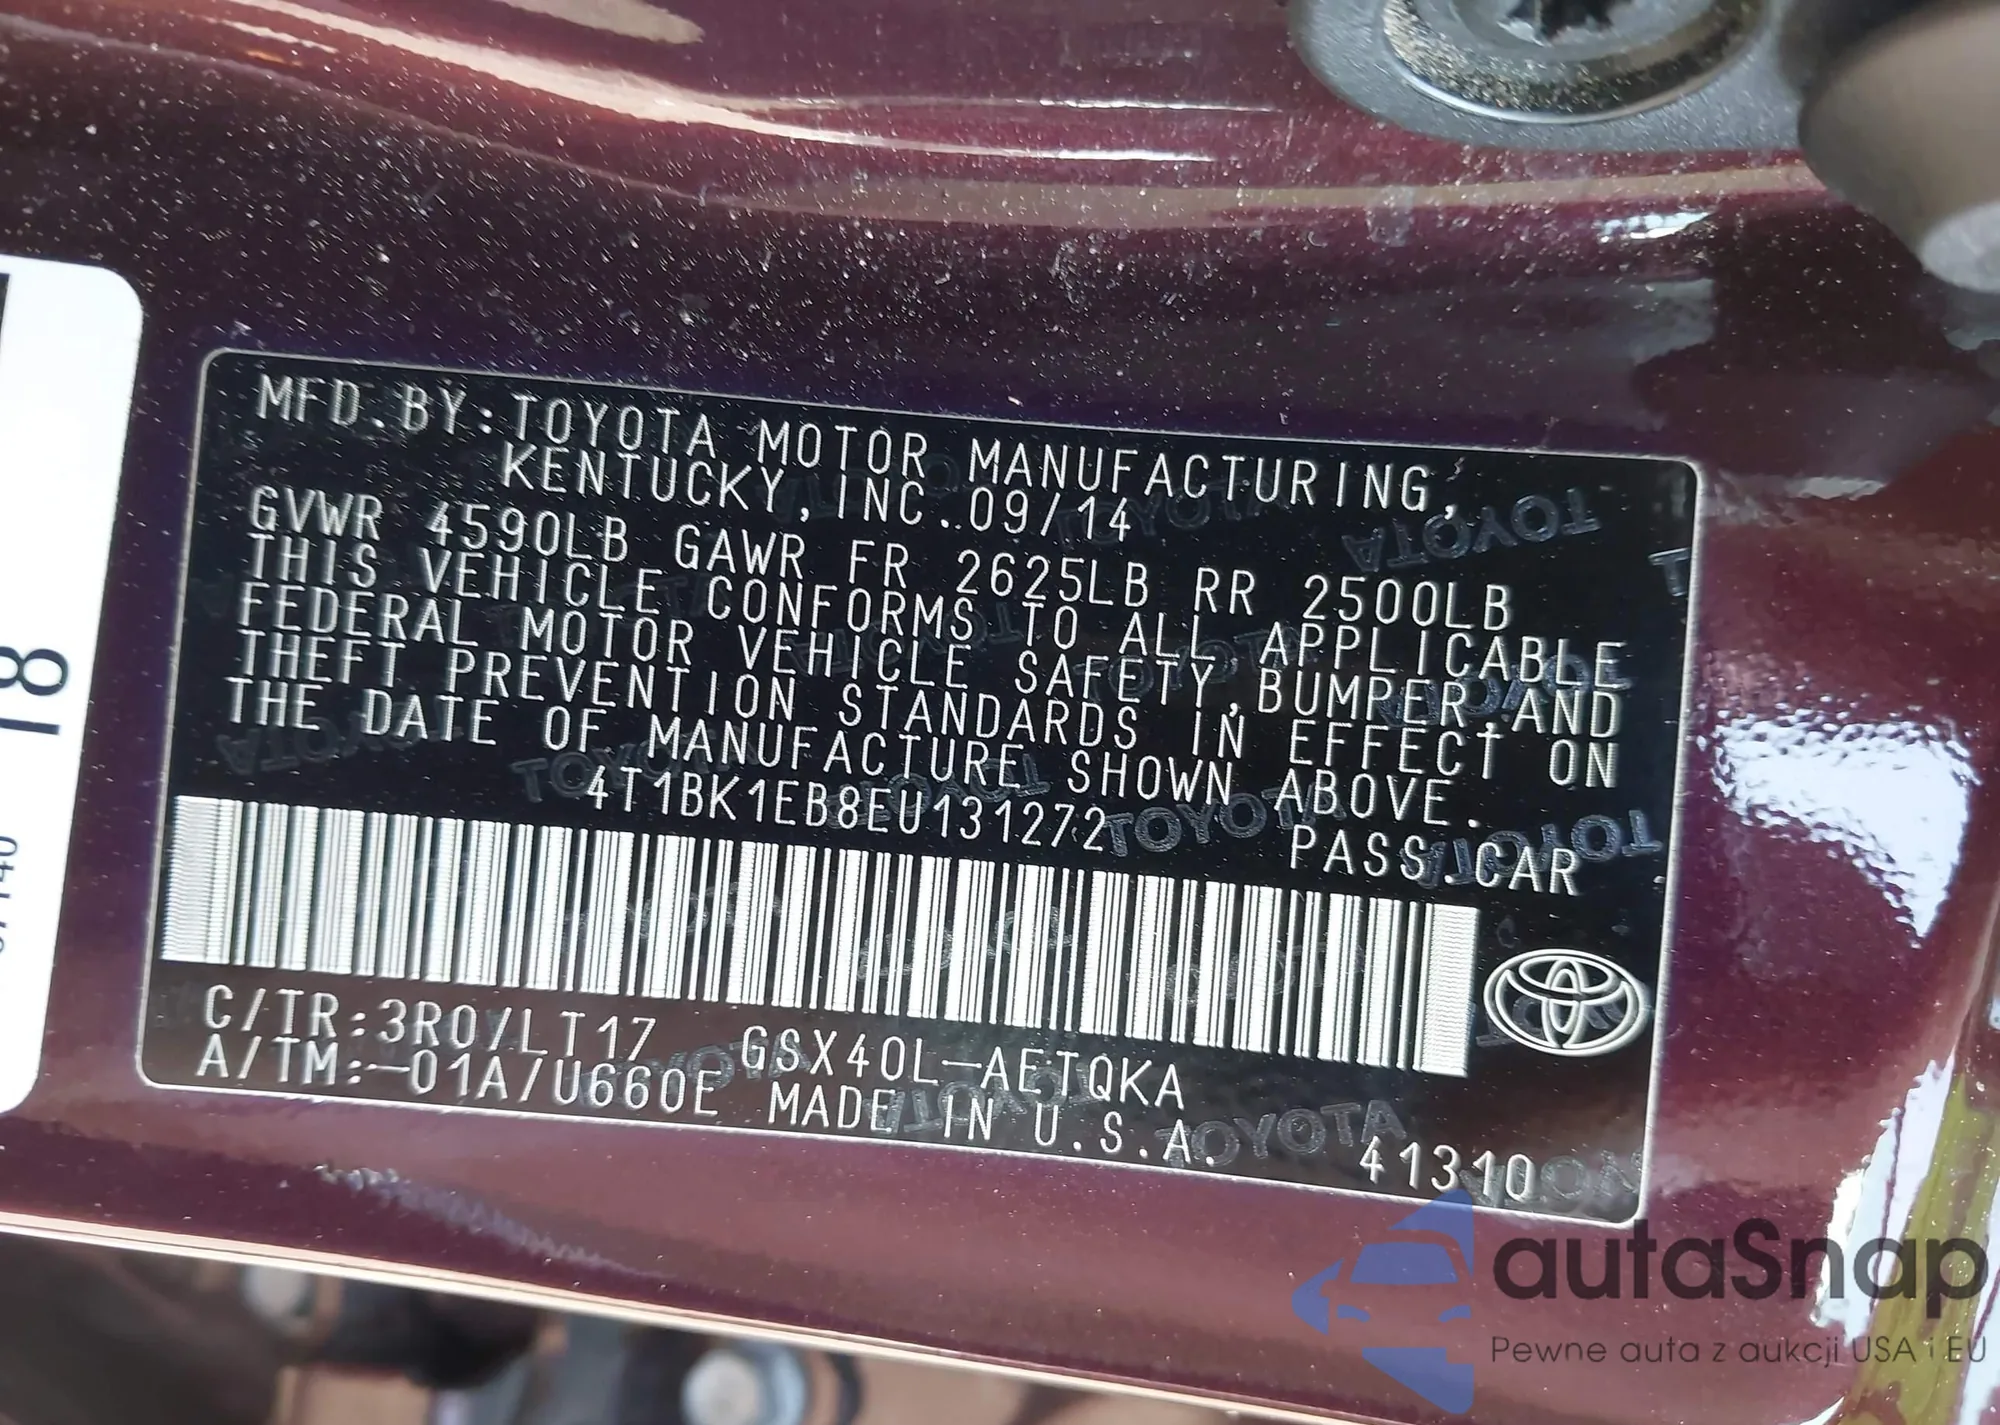 MFD.BY:TOYOTA MOTOR MANUFACTURING,
KENTUCKY,INC. 09/14
GVWR 4590LB GAWR FR 2625LB RR 2500LB
THIS VEHICLE CONFORMS TO ALL APPLICABLE
FEDERAL MOTOR VEHICLE SAFETY,BUMPER,AND
THEFT PREVENTION STANDARDS IN EFFECT ON
THE DATE OF MANUFACTURE SHOWN ABOVE.
4T1BK1EB8EU131272 PASS.CAR
C/TR:3R0/LT17 GSX40L-AETQKA
A/TM:-01A/U660E MADE IN U.S.A. 41310
18
autaSnap
Pewne auta z aukcji USA i EU